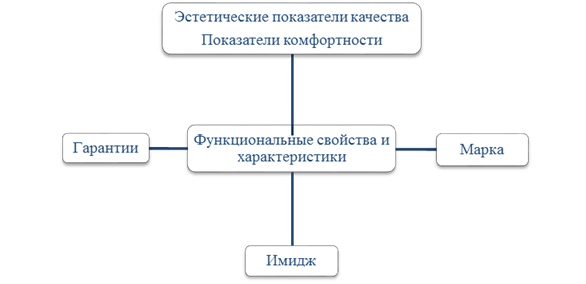 Эстетические показатели качества
Показатели комфортности
Гарантии
Функциональные свойства и
характеристики
Марка
Имидж